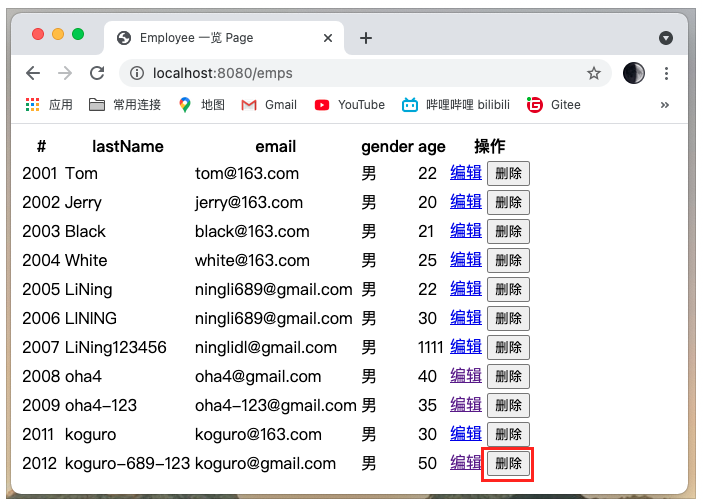 Employee 一览 Page
localhost:8080/emps
应用 常用连接 地图 Gmail YouTube 哔哩哔哩 bilibili Gitee »
# lastName email gender age 操作
2001 Tom tom@163.com 男 22 编辑 删除
2002 Jerry jerry@163.com 男 20 编辑 删除
2003 Black black@163.com 男 21 编辑 删除
2004 White white@163.com 男 25 编辑 删除
2005 LiNing ningli689@gmail.com 男 22 编辑 删除
2006 LINING ningli689@gmail.com 男 30 编辑 删除
2007 LiNing123456 ninglidl@gmail.com 男 1111 编辑 删除
2008 oha4 oha4@gmail.com 男 40 编辑 删除
2009 oha4-123 oha4-123@gmail.com 男 35 编辑 删除
2011 koguro koguro@163.com 男 30 编辑 删除
2012 koguro-689-123 koguro@gmail.com 男 50 编辑 删除